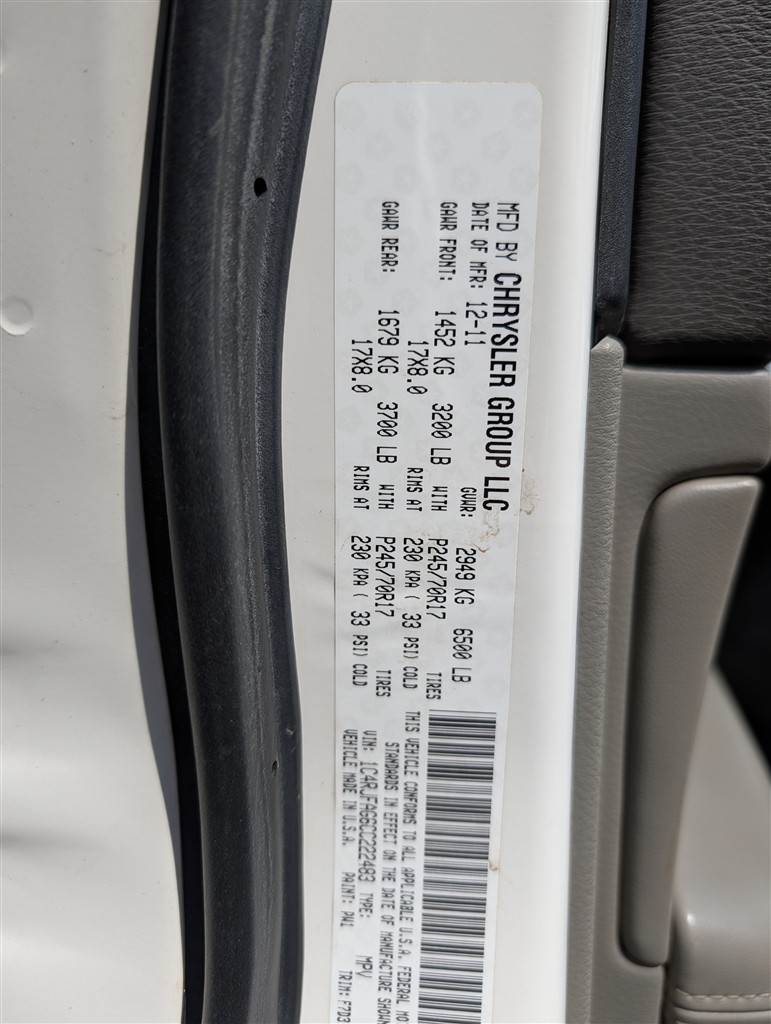 MFD BY CHRYSLER GROUP LLC
DATE OF MFR: 12-11 GVWR: 2949 KG 6500 LB
GAWR FRONT: 1452 KG 3200 LB WITH P245/70R17 TIRES
17X8.0 RIMS AT 230 KPA ( 33 PSI) COLD
GAWR REAR: 1679 KG 3700 LB WITH P245/70R17 TIRES
17X8.0 RIMS AT 230 KPA ( 33 PSI) COLD
THIS VEHICLE CONFORMS TO ALL APPLICABLE U.S.A. FEDERAL MO
STANDARDS IN EFFECT ON THE DATE OF MANUFACTURE SHOWN
VIN: 1C4RJFAG6CC222483 TYPE: MPV
VEHICLE MADE IN U.S.A. PAINT: PW1 TRIM: F7D3